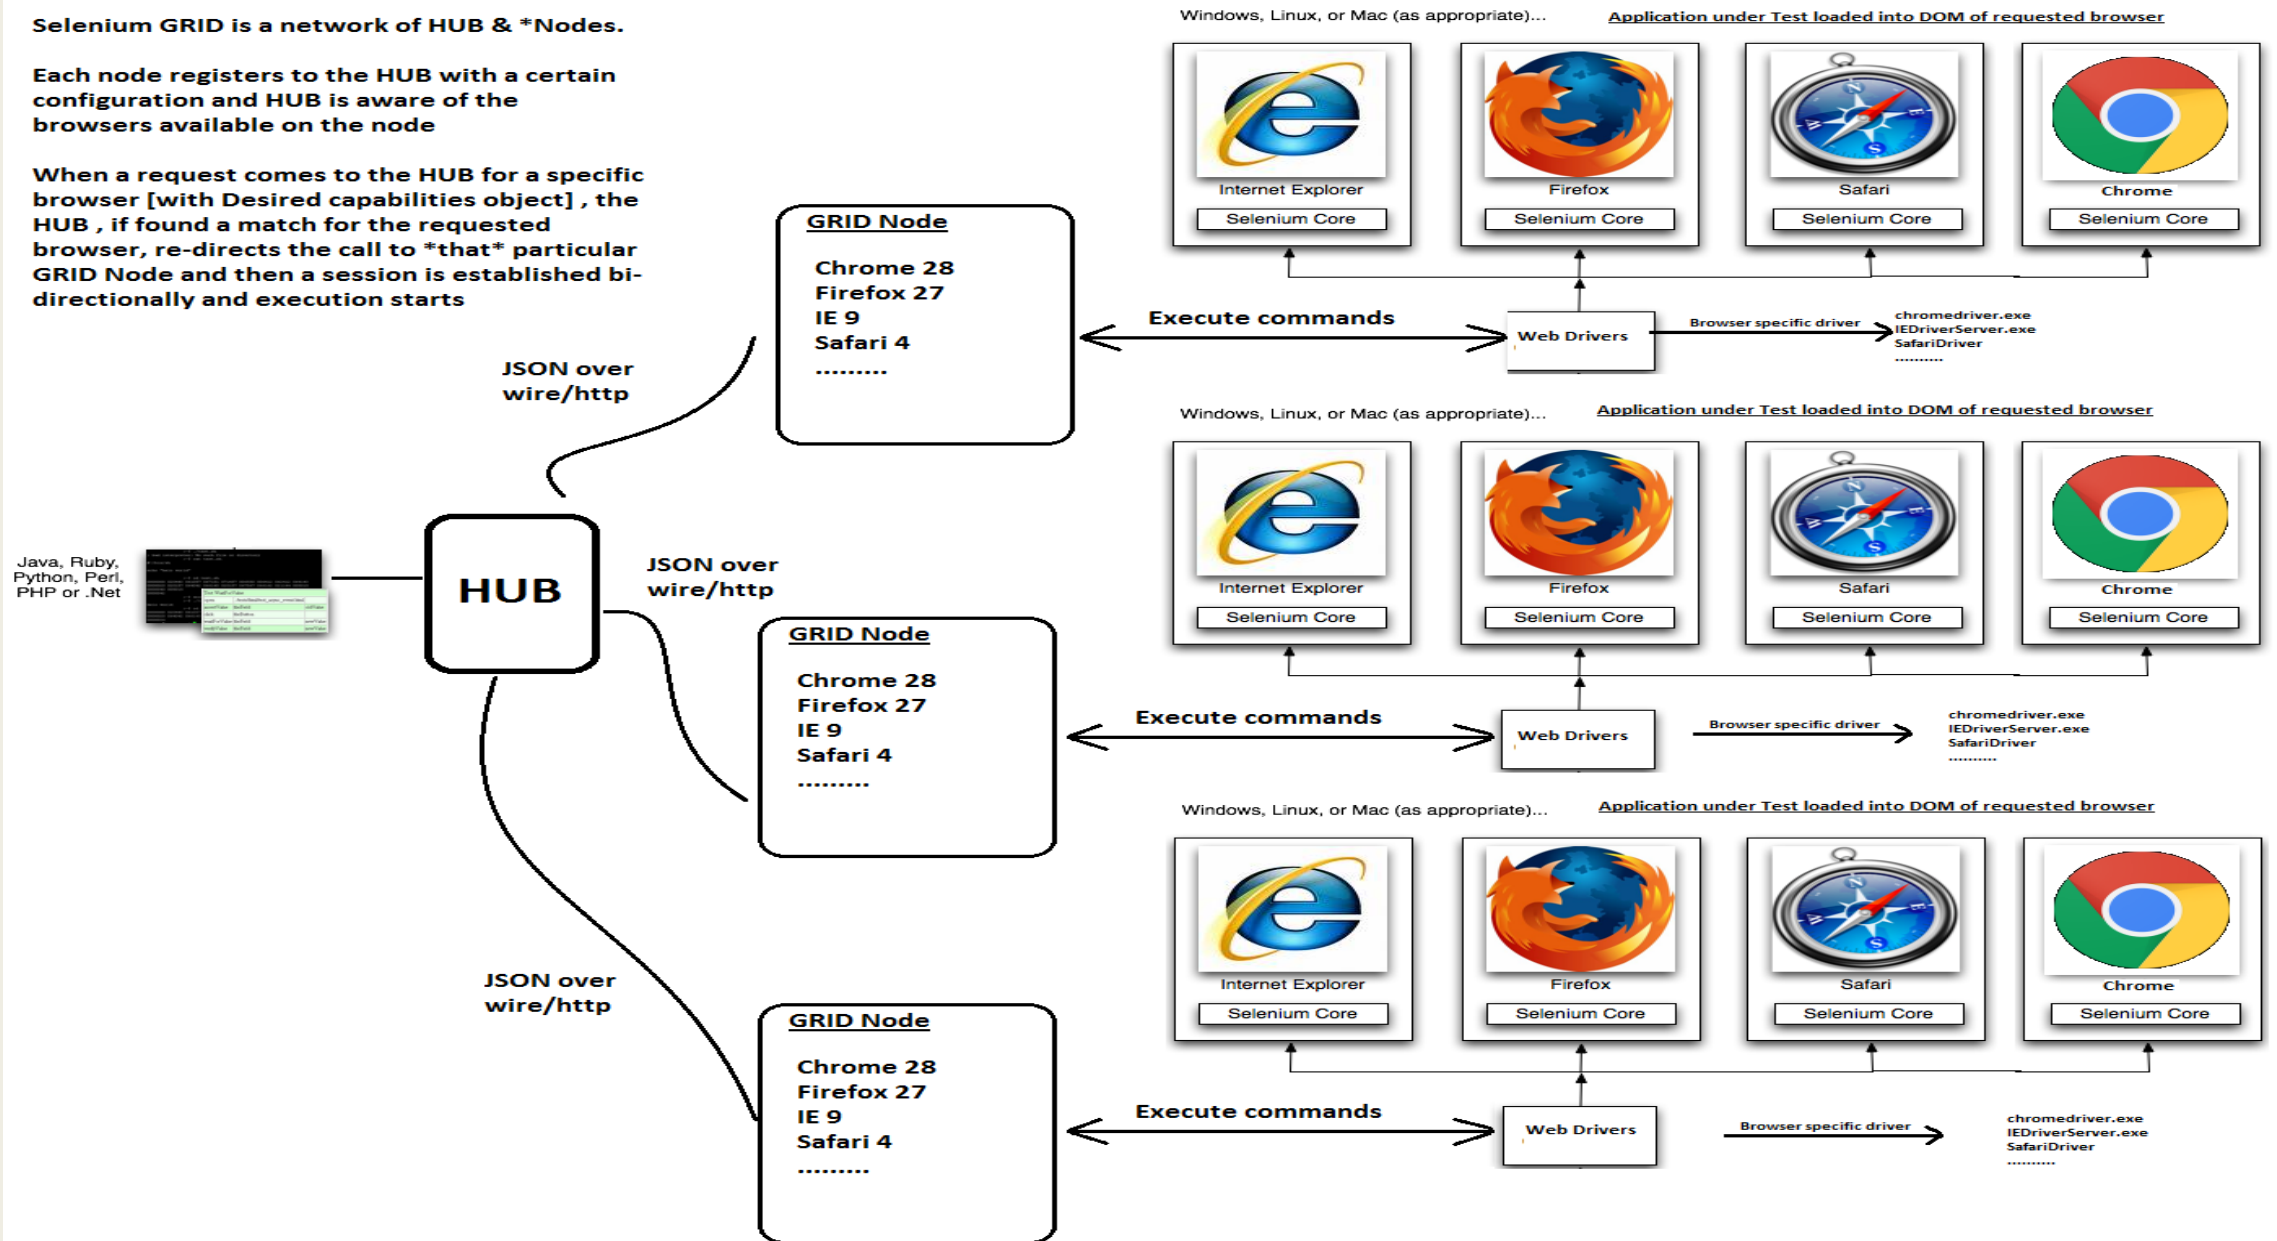 Selenium GRID is a network of HUB & *Nodes.
Each node registers to the HUB with a certain
configuration and HUB is aware of the
browsers available on the node
When a request comes to the HUB for a specific
browser [with Desired capabilities object] , the
HUB , if found a match for the requested
browser, re-directs the call to *that* particular
GRID Node and then a session is established bi-
directionally and execution starts
Java, Ruby,
Python, Perl,
PHP or .Net
HUB
JSON over
wire/http
GRID Node
Chrome 28
Firefox 27
IE 9
Safari 4
.........
Execute commands
Windows, Linux, or Mac (as appropriate)...
Application under Test loaded into DOM of requested browser
Internet Explorer
Selenium Core
Firefox
Selenium Core
Safari
Selenium Core
Chrome
Selenium Core
Web Drivers
Browser specific driver
chromedriver.exe
IEDriverServer.exe
SafariDriver
..........
JSON over
wire/http
GRID Node
Chrome 28
Firefox 27
IE 9
Safari 4
.........
Execute commands
Windows, Linux, or Mac (as appropriate)...
Application under Test loaded into DOM of requested browser
Internet Explorer
Selenium Core
Firefox
Selenium Core
Safari
Selenium Core
Chrome
Selenium Core
Web Drivers
Browser specific driver
chromedriver.exe
IEDriverServer.exe
SafariDriver
..........
JSON over
wire/http
GRID Node
Chrome 28
Firefox 27
IE 9
Safari 4
.........
Execute commands
Windows, Linux, or Mac (as appropriate)...
Application under Test loaded into DOM of requested browser
Internet Explorer
Selenium Core
Firefox
Selenium Core
Safari
Selenium Core
Chrome
Selenium Core
Web Drivers
Browser specific driver
chromedriver.exe
IEDriverServer.exe
SafariDriver
..........